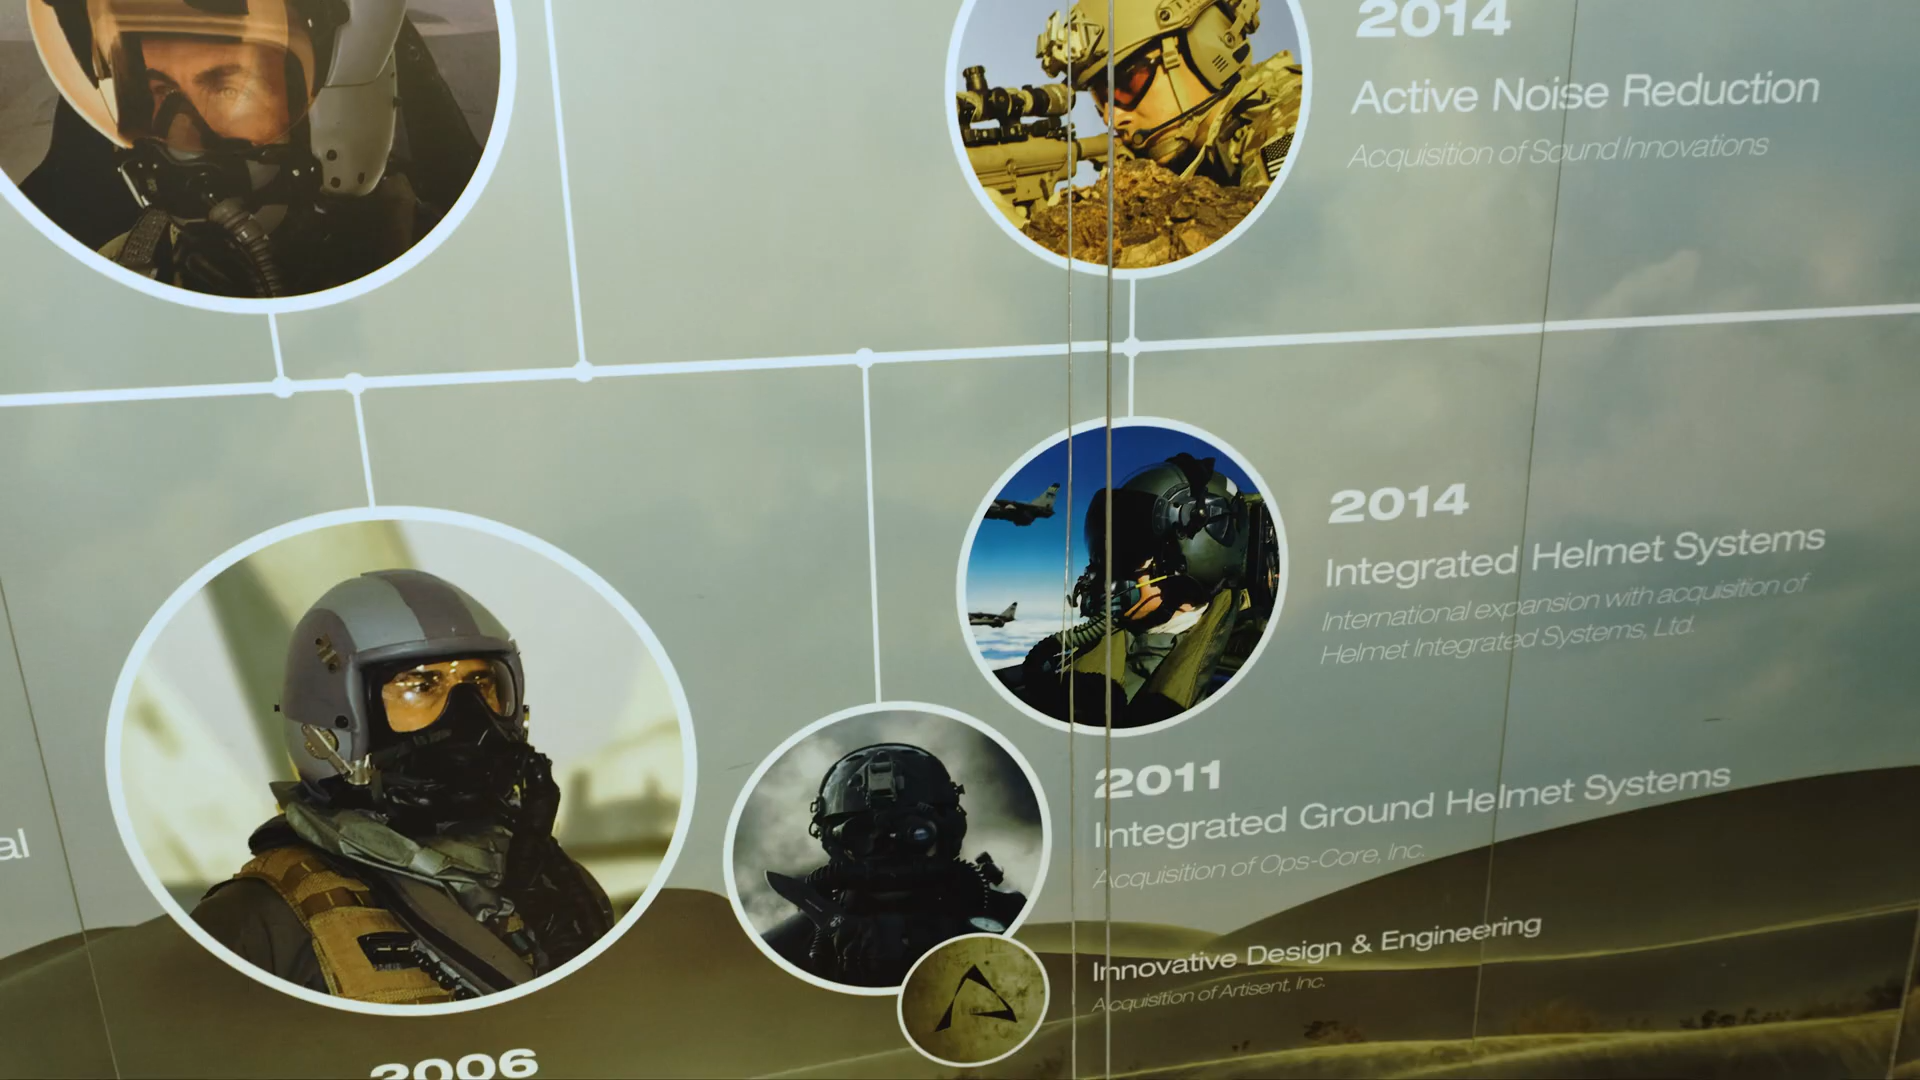 2014
Active Noise Reduction
Acquisition of Sound Innovations
2014
Integrated Helmet Systems
International expansion with acquisition of
Helmet Integrated Systems, Ltd.
2011
Integrated Ground Helmet Systems
Acquisition of Ops-Core, Inc.
Innovative Design & Engineering
Acquisition of Artisent, Inc.
al
2006